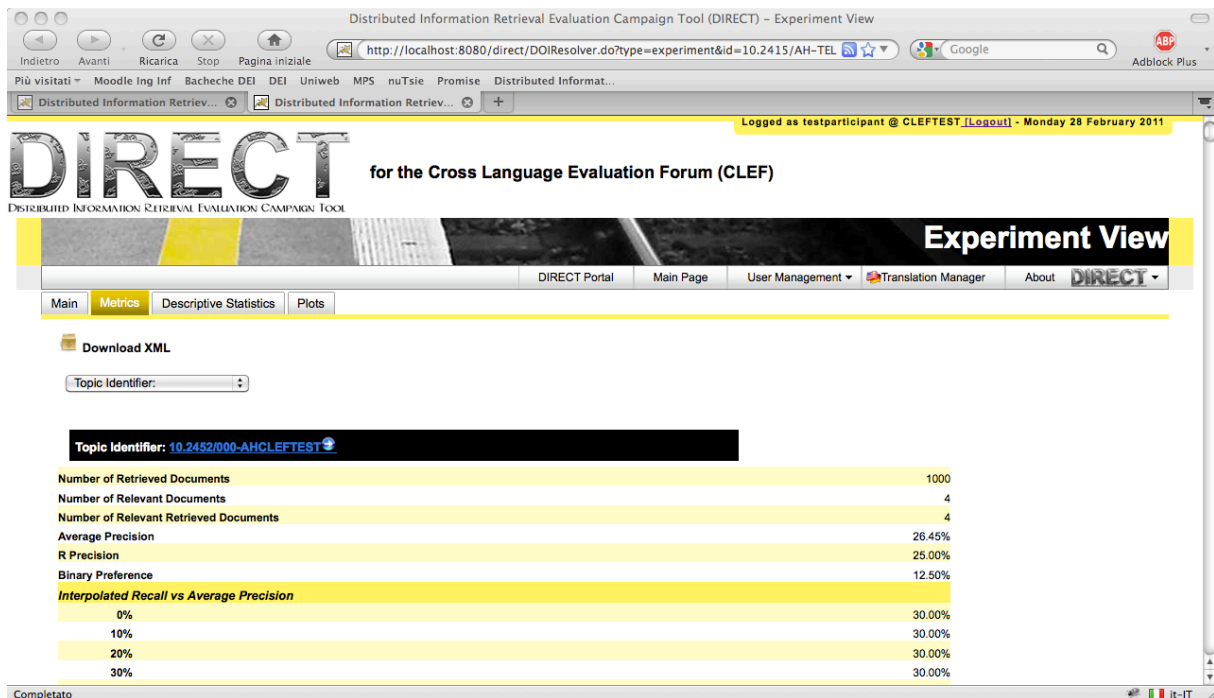 Distributed Information Retrieval Evaluation Campaign Tool (DIRECT) – Experiment View
http://localhost:8080/direct/DOIResolver.do?type=experiment&id=10.2415/AH-TEL
Google
ABP
Indietro Avanti Ricarica Stop Pagina iniziale Adblock Plus
Più visitati Moodle Ing Inf Bacheche DEI DEI Uniweb MPS nuTsie Promise Distributed Informat...
Distributed Information Retriev... Distributed Information Retriev... +
Logged as testparticipant @ CLEFTEST [Logout] - Monday 28 February 2011
DIRECT
for the Cross Language Evaluation Forum (CLEF)
Distributed Information Retrieval Evaluation Campaign Tool
Experiment View
DIRECT Portal Main Page User Management Translation Manager About DIRECT
Main Metrics Descriptive Statistics Plots
Download XML
Topic Identifier:
Topic Identifier: 10.2452/000-AHCLEFTEST
Number of Retrieved Documents 1000
Number of Relevant Documents 4
Number of Relevant Retrieved Documents 4
Average Precision 26.45%
R Precision 25.00%
Binary Preference 12.50%
Interpolated Recall vs Average Precision
0% 30.00%
10% 30.00%
20% 30.00%
30% 30.00%
Completato it-IT